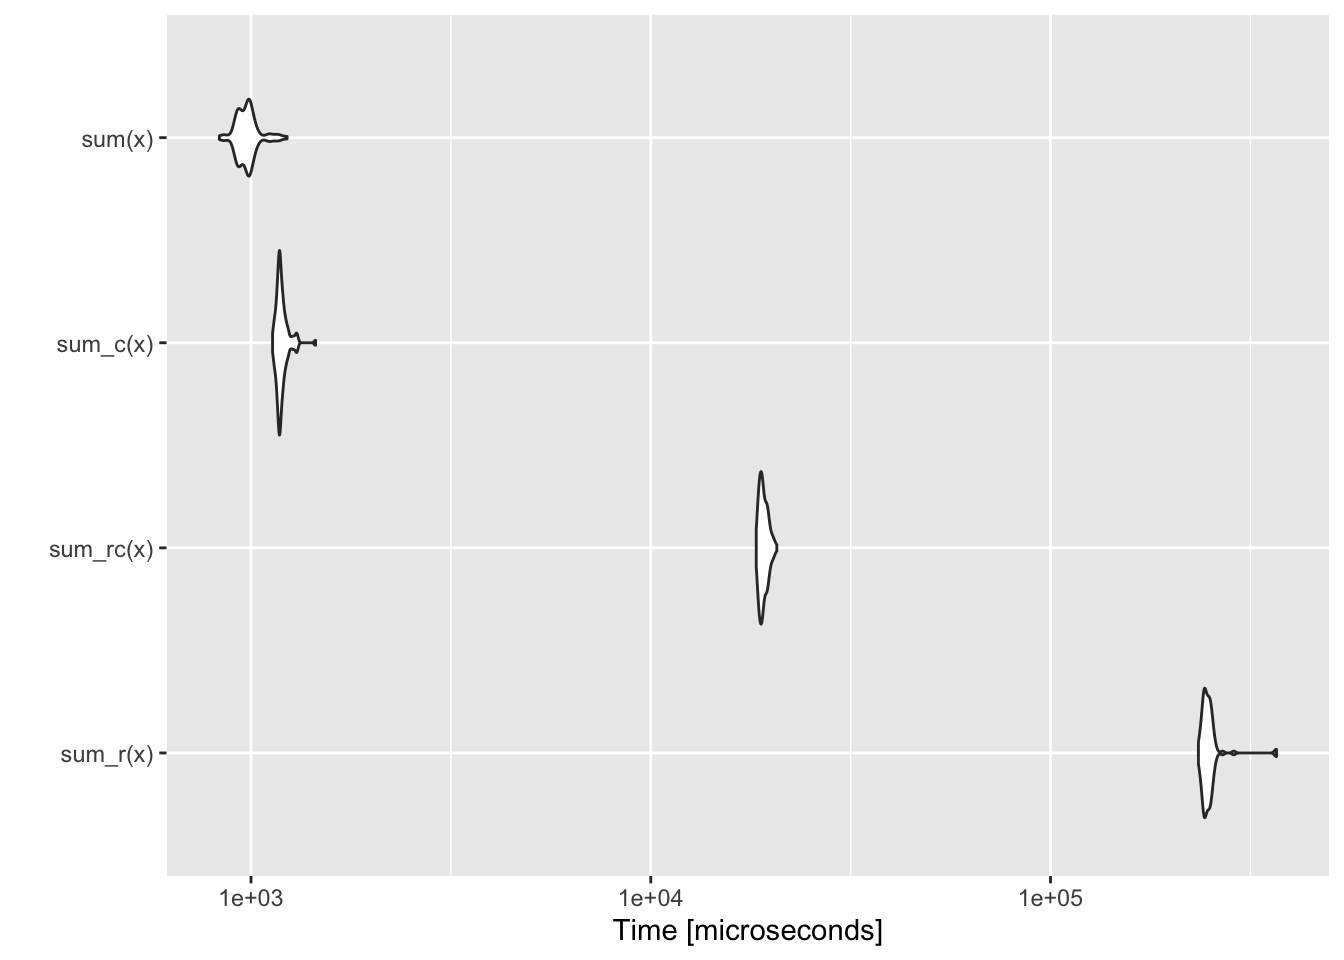 sum(x)
sum_c(x)
sum_rc(x)
sum_r(x)
1e+03 1e+04 1e+05
Time [microseconds]